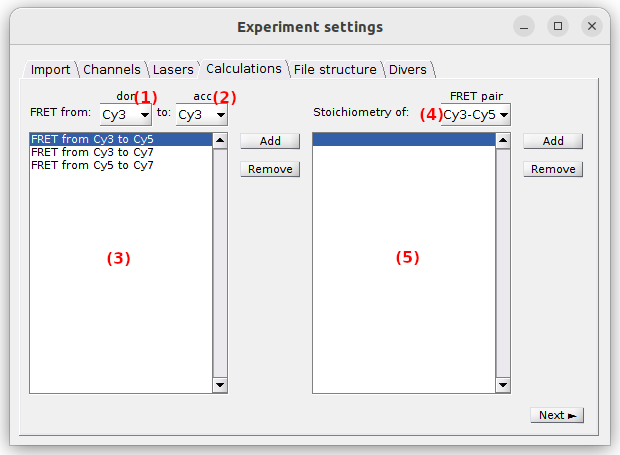 Experiment settings
Import Channels Lasers Calculations File structure Divers
don (1) acc (2) FRET pair
FRET from: Cy3 to: Cy3 Stoichiometry of: (4) Cy3-Cy5
FRET from Cy3 to Cy5 Add Add
FRET from Cy3 to Cy7
FRET from Cy5 to Cy7 Remove Remove
(3) (5)
Next ►